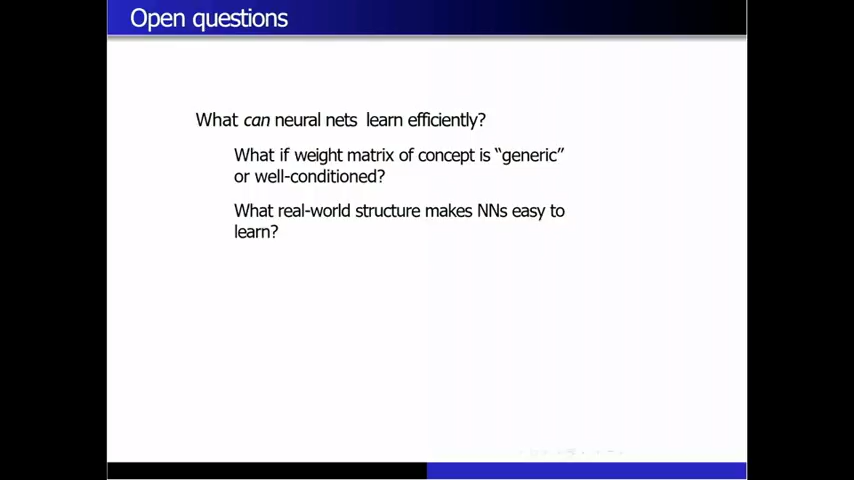 Open questions
What can neural nets learn efficiently?
What if weight matrix of concept is “generic”
or well-conditioned?
What real-world structure makes NNs easy to
learn?